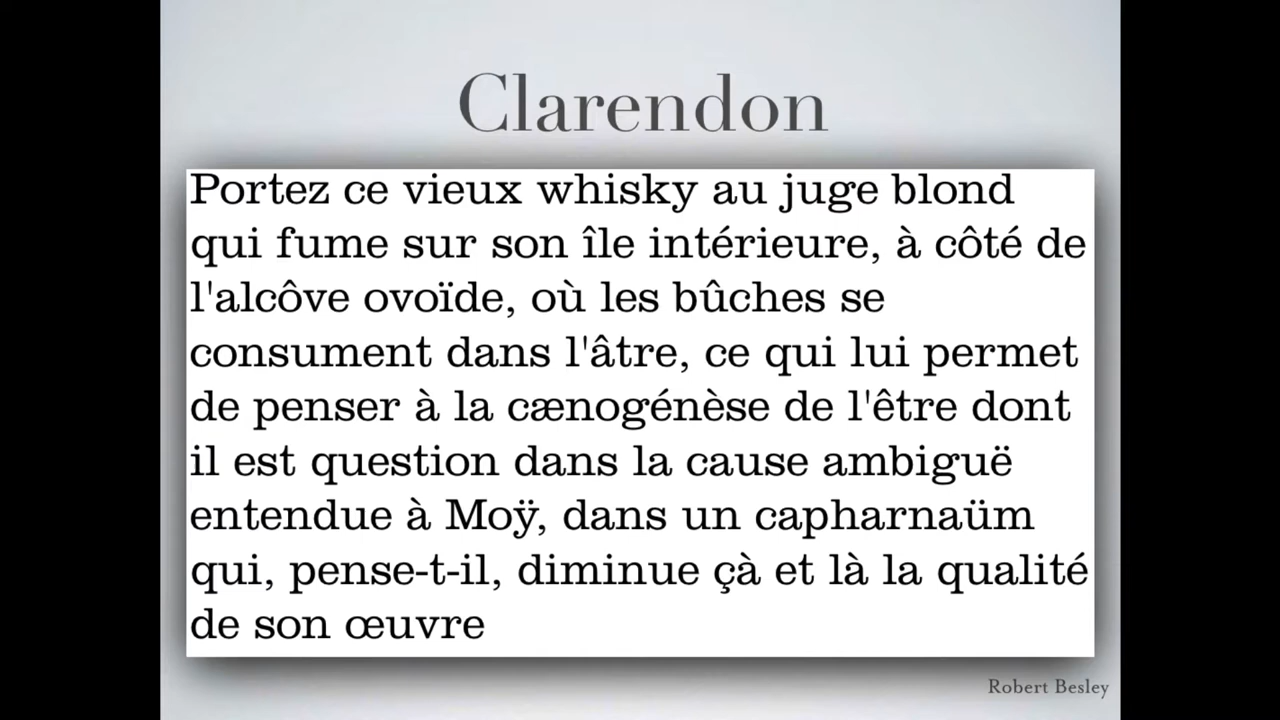 Clarendon
Portez ce vieux whisky au juge blond
qui fume sur son île intérieure, à côté de
l'alcôve ovoïde, où les bûches se
consument dans l'âtre, ce qui lui permet
de penser à la cænogénèse de l'être dont
il est question dans la cause ambiguë
entendue à Moÿ, dans un capharnaüm
qui, pense-t-il, diminue çà et là la qualité
de son œuvre
Robert Besley